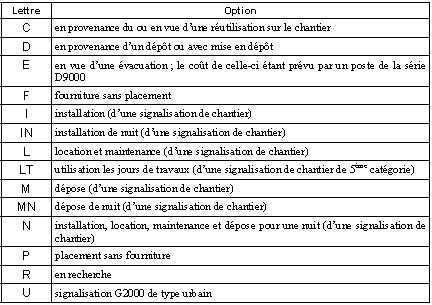 Lettre Option
C en provenance du ou en vue d'une réutilisation sur le chantier
D en provenance d'un dépôt ou avec mise en dépôt
E en vue d'une évacuation ; le coût de celle-ci étant prévu par un poste de la série
D9000
F fourniture sans placement
I installation (d'une signalisation de chantier)
IN installation de nuit (d'une signalisation de chantier)
L location et maintenance (d'une signalisation de chantier)
LT utilisation les jours de travaux (d'une signalisation de chantier de 5ème catégorie)
M dépose (d'une signalisation de chantier)
MN dépose de nuit (d'une signalisation de chantier)
N installation, location, maintenance et dépose pour une nuit (d'une signalisation de
chantier)
P placement sans fourniture
R en recherche
U signalisation G2000 de type urbain